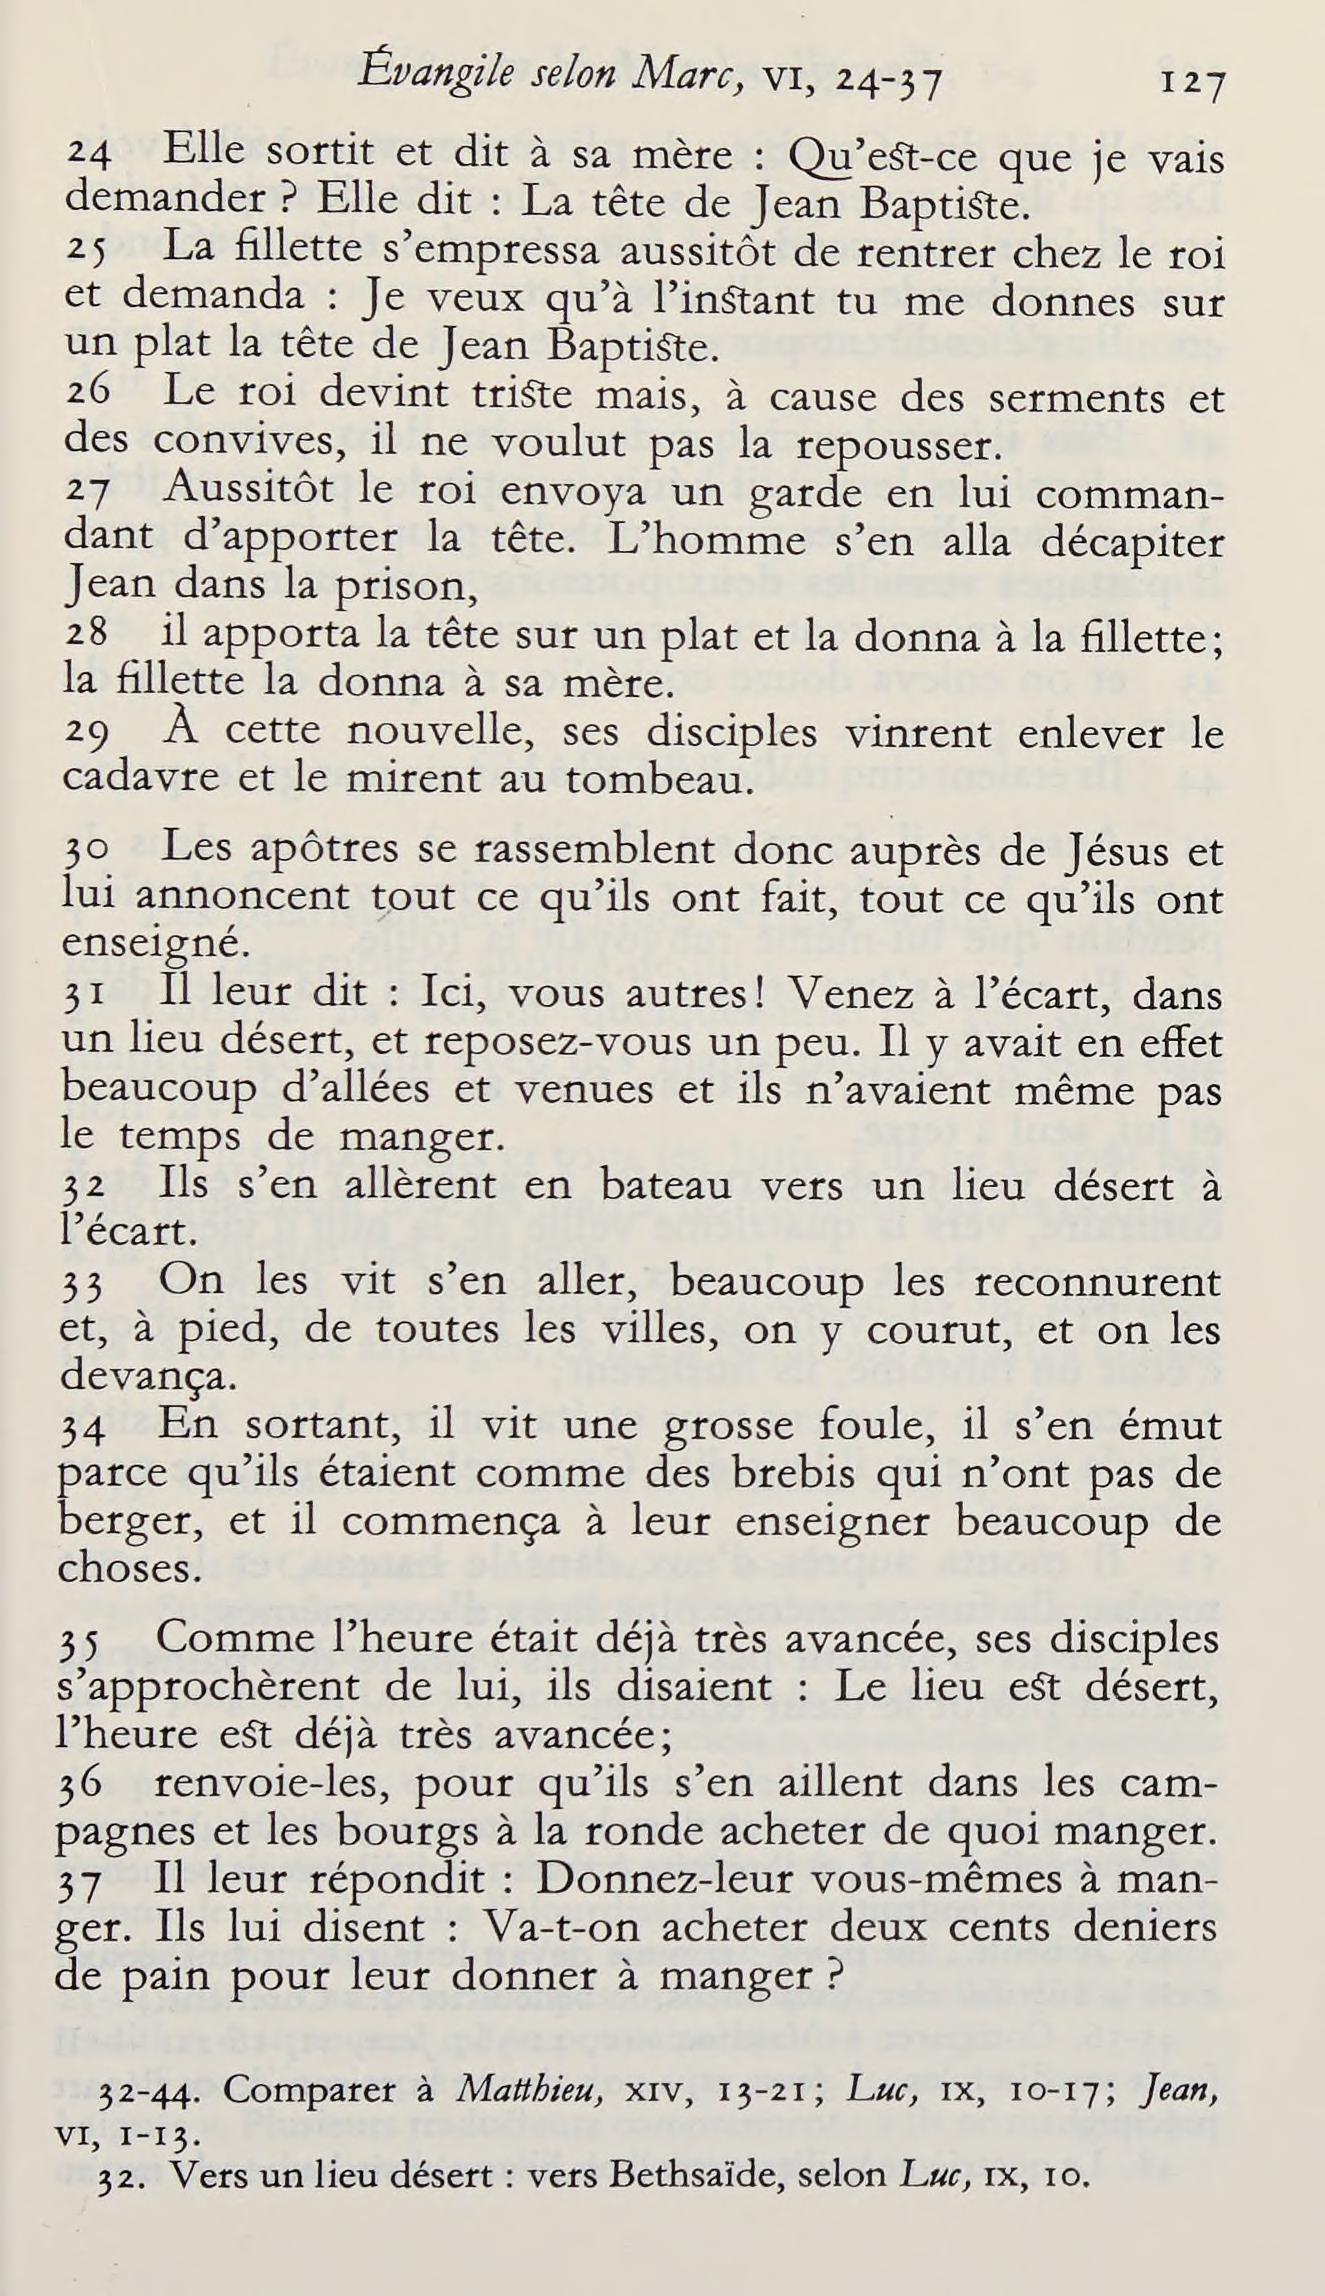 Évangile selon Marc, VI, 24-37 127
24 Elle sortit et dit à sa mère : Qu'est-ce que je vais
demander ? Elle dit : La tête de Jean Baptiste.
25 La fillette s'empressa aussitôt de rentrer chez le roi
et demanda : Je veux qu'à l'instant tu me donnes sur
un plat la tête de Jean Baptiste.
26 Le roi devint triste mais, à cause des serments et
des convives, il ne voulut pas la repousser.
27 Aussitôt le roi envoya un garde en lui comman-
dant d'apporter la tête. L'homme s'en alla décapiter
Jean dans la prison,
28 il apporta la tête sur un plat et la donna à la fillette;
la fillette la donna à sa mère.
29 À cette nouvelle, ses disciples vinrent enlever le
cadavre et le mirent au tombeau.
30 Les apôtres se rassemblent donc auprès de Jésus et
lui annoncent tout ce qu'ils ont fait, tout ce qu'ils ont
enseigné.
31 Il leur dit : Ici, vous autres! Venez à l'écart, dans
un lieu désert, et reposez-vous un peu. Il y avait en effet
beaucoup d'allées et venues et ils n'avaient même pas
le temps de manger.
32 Ils s'en allèrent en bateau vers un lieu désert à
l'écart.
33 On les vit s'en aller, beaucoup les reconnurent
et, à pied, de toutes les villes, on y courut, et on les
devança.
34 En sortant, il vit une grosse foule, il s'en émut
parce qu'ils étaient comme des brebis qui n'ont pas de
berger, et il commença à leur enseigner beaucoup de
choses.
35 Comme l'heure était déjà très avancée, ses disciples
s'approchèrent de lui, ils disaient : Le lieu est désert,
l'heure est déjà très avancée;
36 renvoie-les, pour qu'ils s'en aillent dans les cam-
pagnes et les bourgs à la ronde acheter de quoi manger.
37 Il leur répondit : Donnez-leur vous-mêmes à man-
ger. Ils lui disent : Va-t-on acheter deux cents deniers
de pain pour leur donner à manger ?
32-44. Comparer à Matthieu, XIV, 13-21; Luc, IX, 10-17; Jean,
VI, 1-13.
32. Vers un lieu désert : vers Bethsaïde, selon Luc, IX, 10.